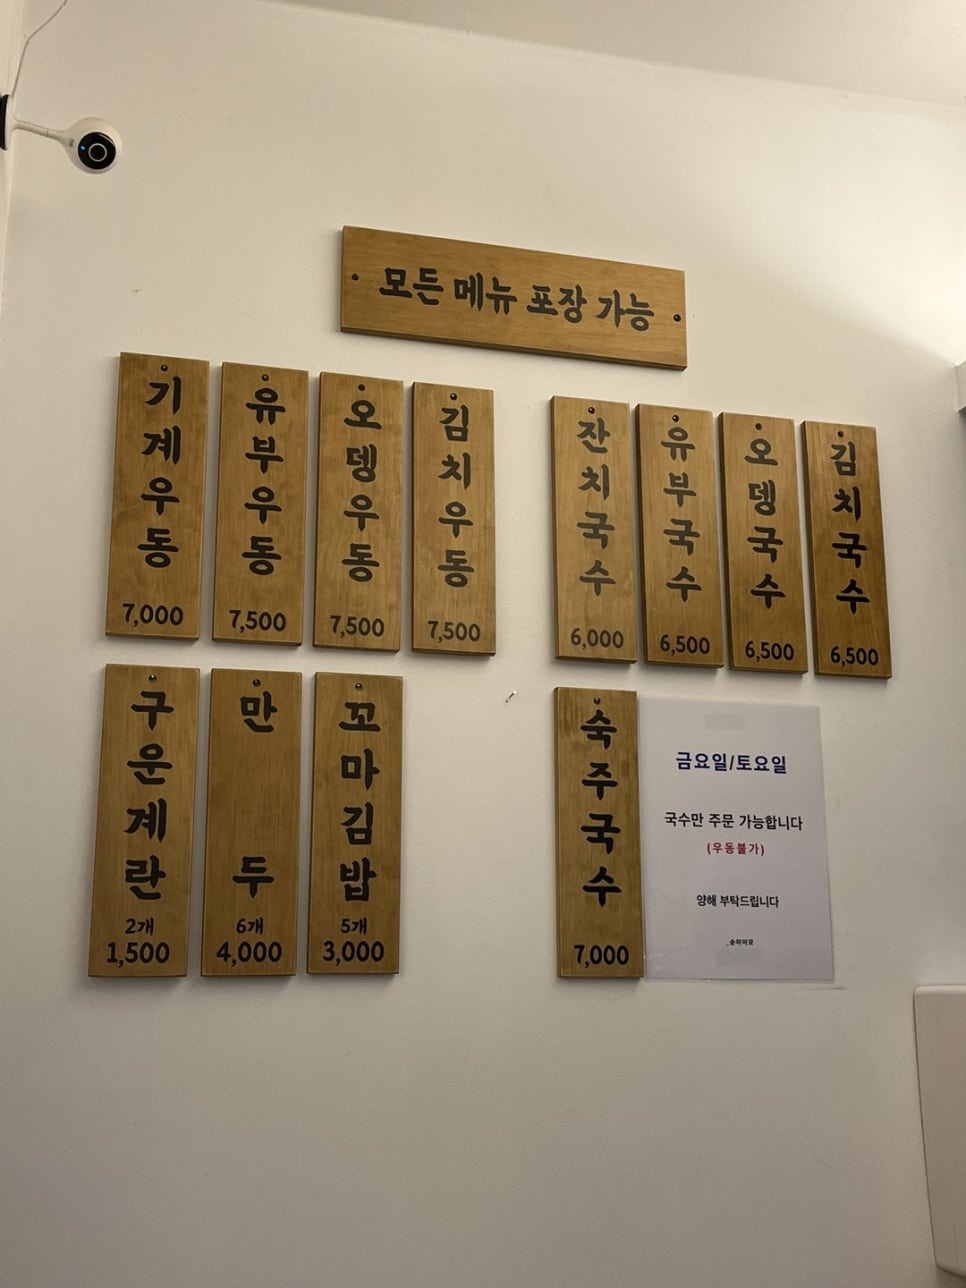 모든 메뉴 포장 가능
기계우동
7,000
유부우동
7,500
오뎅우동
7,500
김치우동
7,500
잔치국수
6,000
유부국수
6,500
오뎅국수
6,500
김치국수
6,500
구운계란
2개
1,500
만두
6개
4,000
꼬마김밥
5개
3,000
숙주국수
7,000
금요일/토요일
국수만 주문 가능합니다
(우동불가)
양해 부탁드립니다
_순이이모